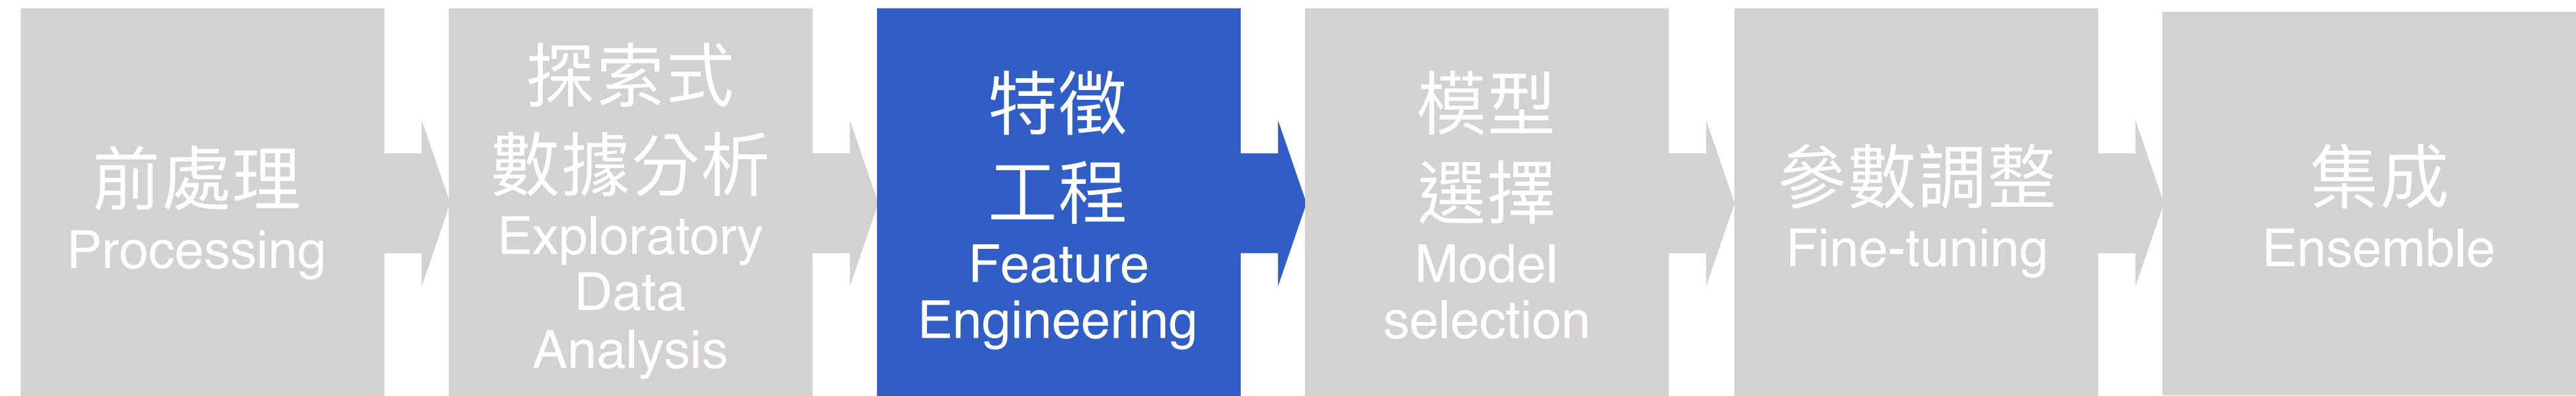 前處理
Processing
探索式
數據分析
Exploratory
Data
Analysis
特徵
工程
Feature
Engineering
模型
選擇
Model
selection
參數調整
Fine-tuning
集成
Ensemble